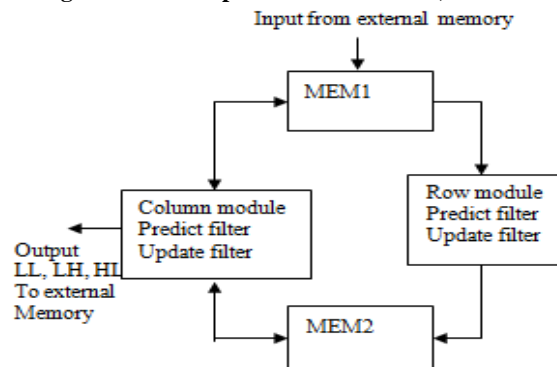 Input from external memory
MEM1
Row module
Predict filter
Update filter
Column module
Predict filter
Update filter
Output
LL, LH, HL
To external
Memory
MEM2